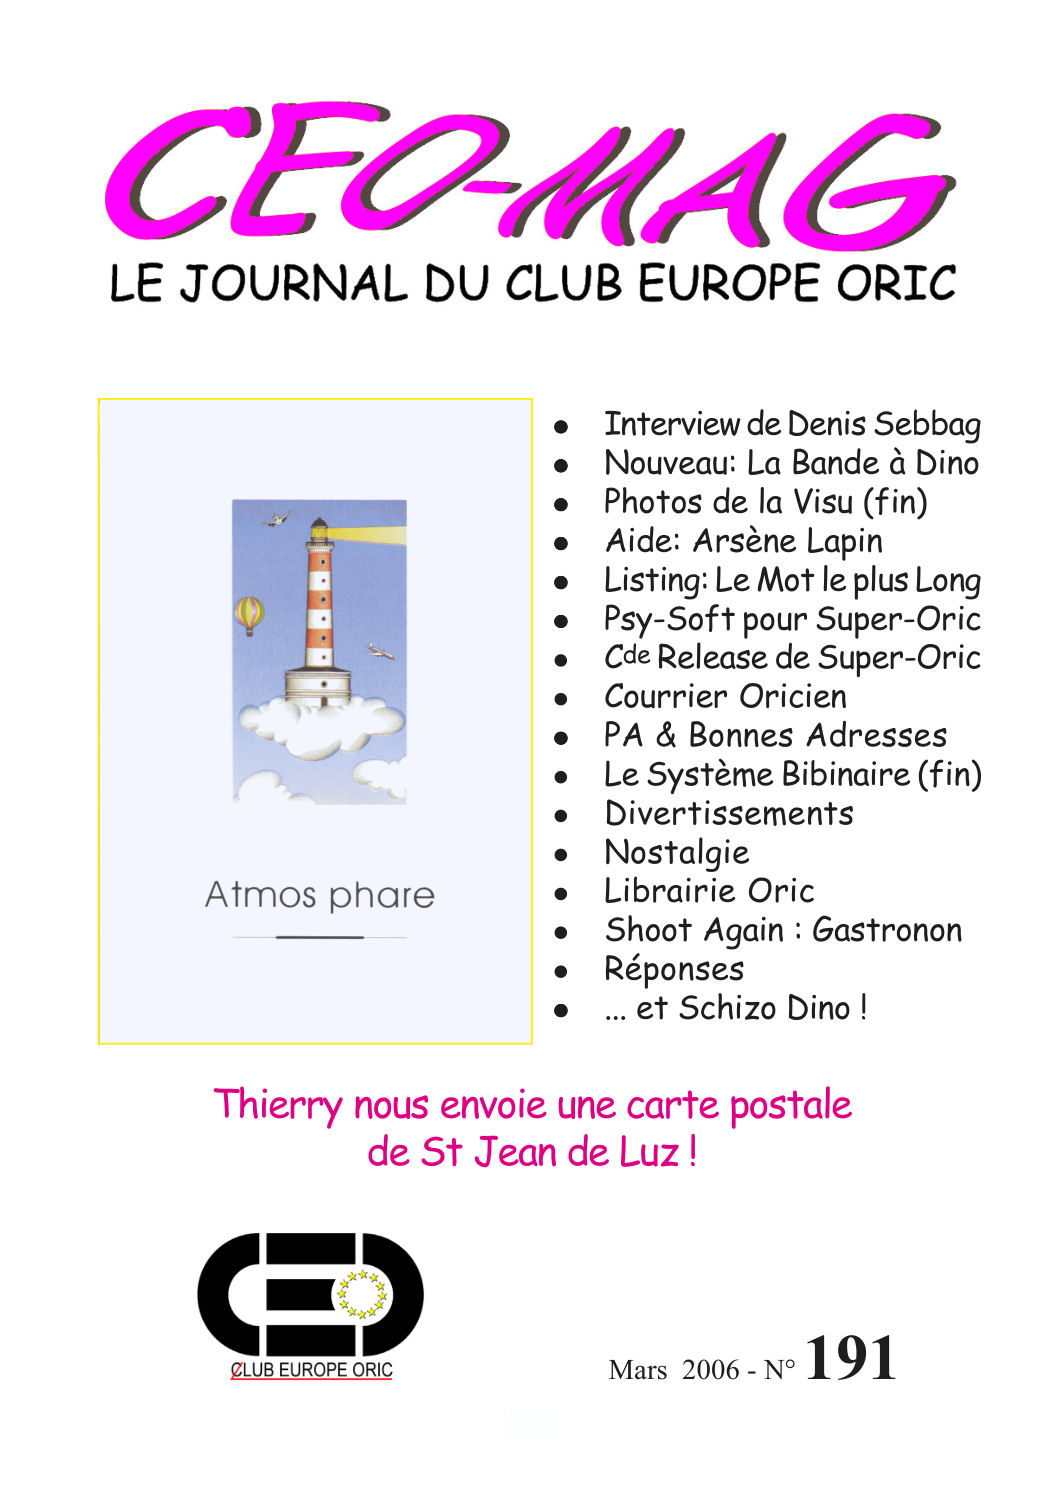 CEO-MAG
LE JOURNAL DU CLUB EUROPE ORIC
Atmos phare
● Interview de Denis Sebbag
● Nouveau: La Bande à Dino
● Photos de la Visu (fin)
● Aide: Arsène Lapin
● Listing: Le Mot le plus Long
● Psy-Soft pour Super-Oric
● Cde Release de Super-Oric
● Courrier Oricien
● PA & Bonnes Adresses
● Le Système Bibinaire (fin)
● Divertissements
● Nostalgie
● Librairie Oric
● Shoot Again : Gastronon
● Réponses
● ... et Schizo Dino !
Thierry nous envoie une carte postale
de St Jean de Luz !
CEO
CLUB EUROPE ORIC
Mars 2006 - N° 191